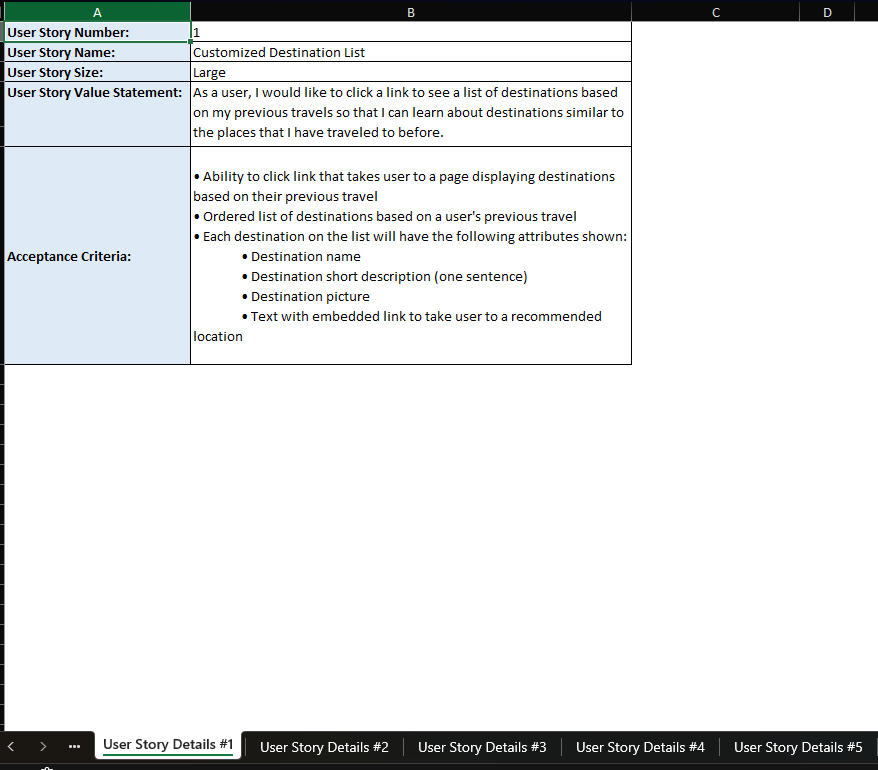 A B C D
User Story Number: 1
User Story Name: Customized Destination List
User Story Size: Large
User Story Value Statement: As a user, I would like to click a link to see a list of destinations based
on my previous travels so that I can learn about destinations similar to
the places that I have traveled to before.
• Ability to click link that takes user to a page displaying destinations
based on their previous travel
• Ordered list of destinations based on a user's previous travel
• Each destination on the list will have the following attributes shown:
Acceptance Criteria: • Destination name
• Destination short description (one sentence)
• Destination picture
• Text with embedded link to take user to a recommended
location
User Story Details #1 User Story Details #2 User Story Details #3 User Story Details #4 User Story Details #5